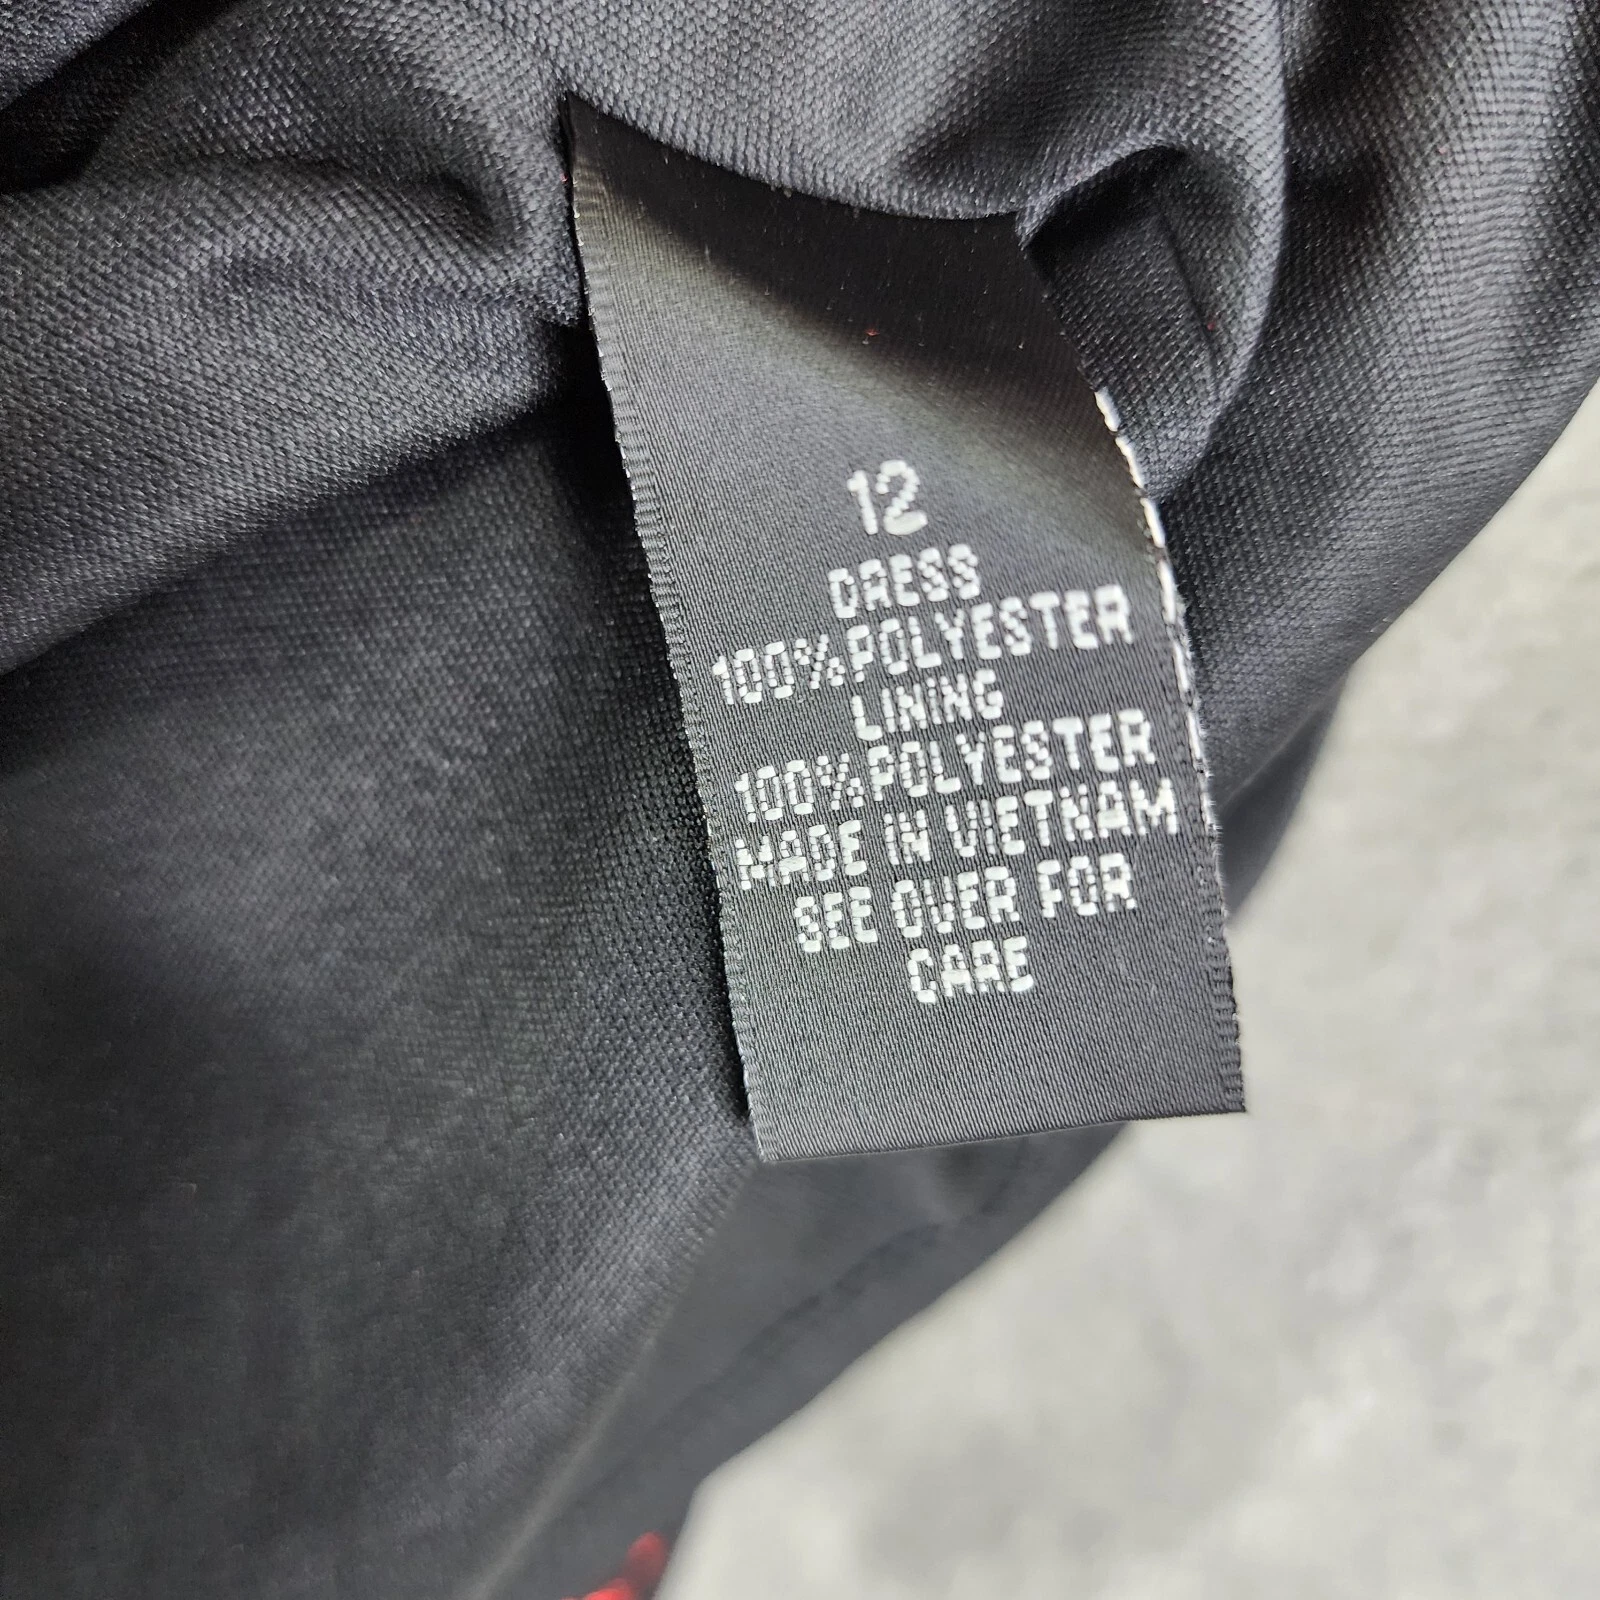 12
DRESS
100%POLYESTER
LINING
100%POLYESTER
MADE IN VIETNAM
SEE OVER FOR
CARE